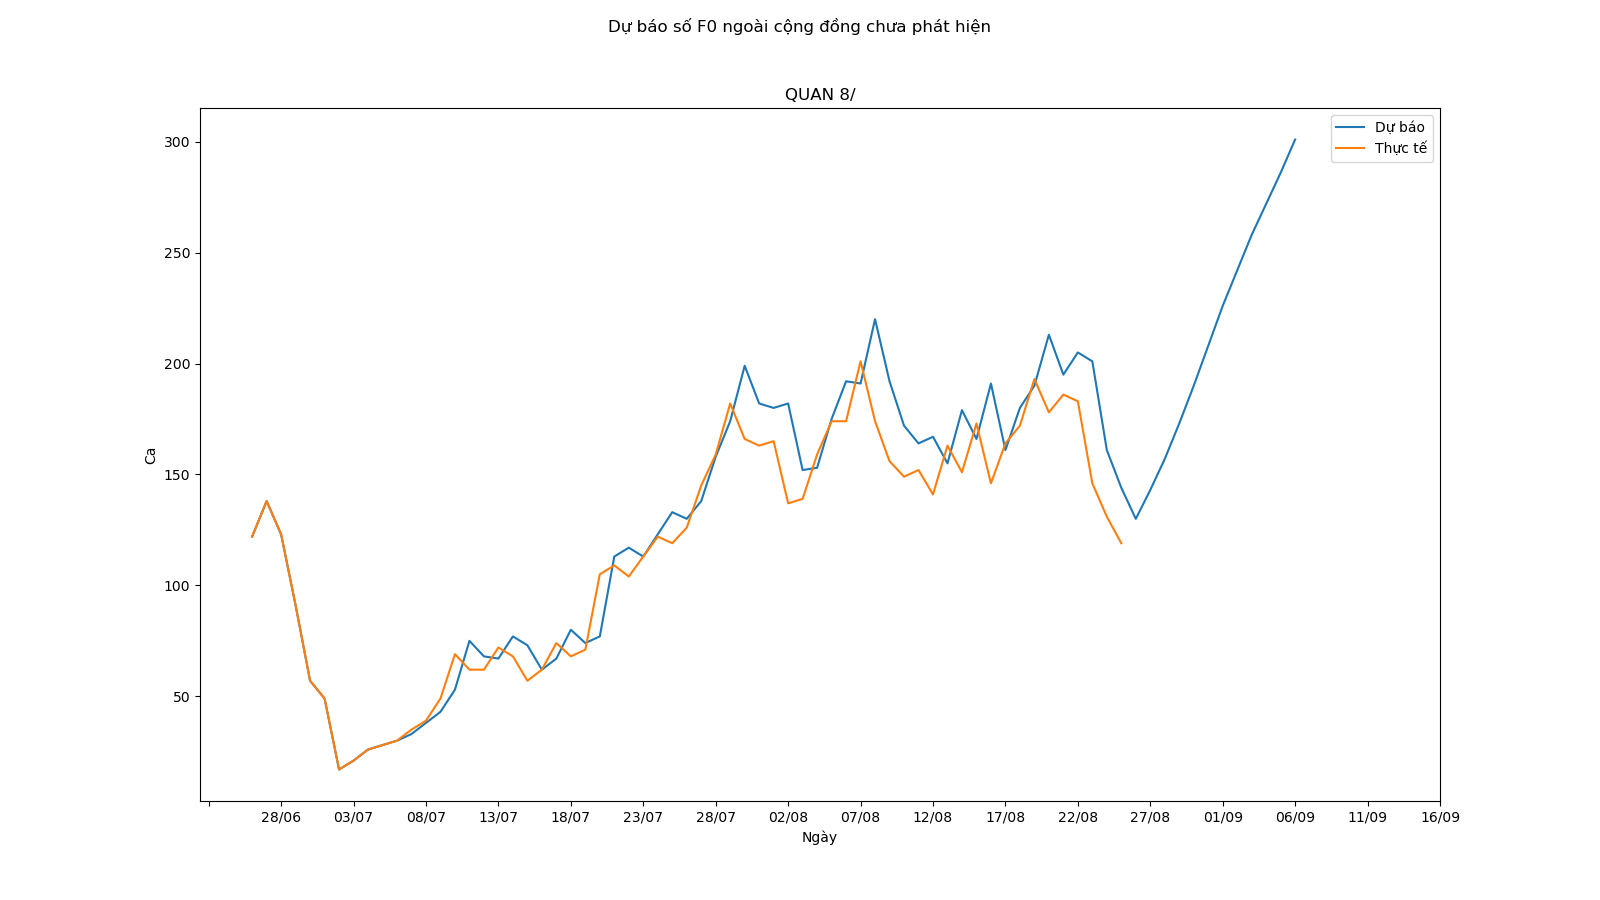 Dự báo số F0 ngoài cộng đồng chưa phát hiện
QUAN 8/
Dự báo
Thực tế
300
250
200
150
100
50
Ca
28/06 03/07 08/07 13/07 18/07 23/07 28/07 02/08 07/08 12/08 17/08 22/08 27/08 01/09 06/09 11/09 16/09
Ngày